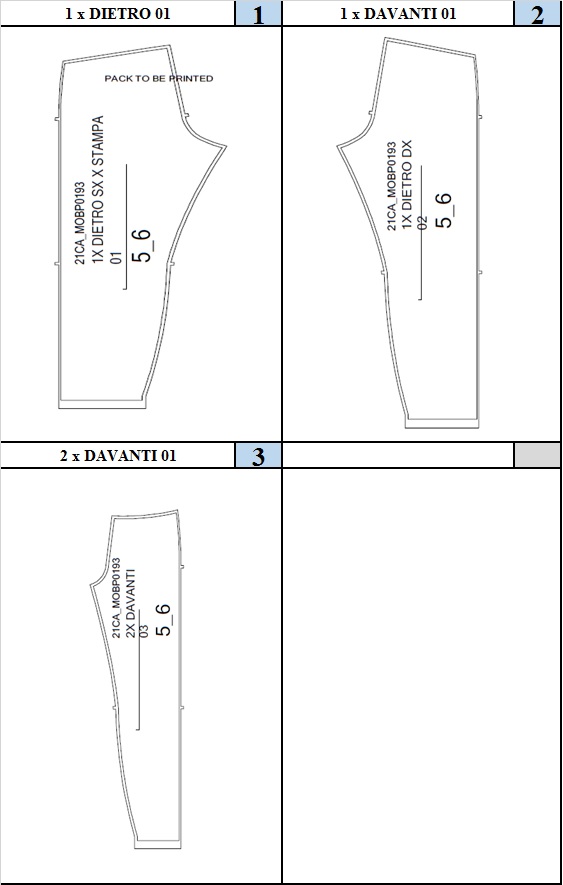 1 x DIETRO 01
1
1 x DAVANTI 01
2
PACK TO BE PRINTED
21CA_MOBP0193
1X DIETRO SX X STAMPA
01
5_6
21CA_MOBP0193
1X DIETRO DX
02
5_6
2 x DAVANTI 01
3
21CA_MOBP0193
2X DAVANTI
03
5_6